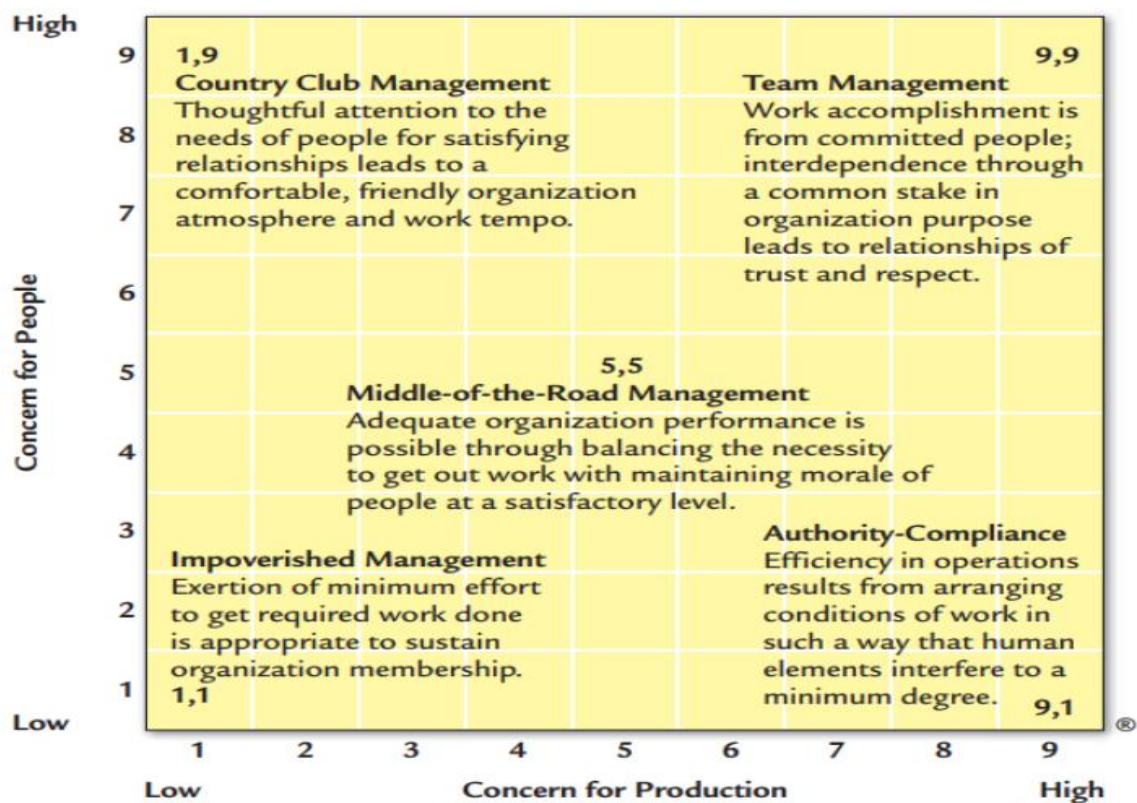 High
9
8
7
6
5
4
3
2
1
Low
Concern for People
1,9
Country Club Management
Thoughtful attention to the
needs of people for satisfying
relationships leads to a
comfortable, friendly organization
atmosphere and work tempo.
9,9
Team Management
Work accomplishment is
from committed people;
interdependence through
a common stake in
organization purpose
leads to relationships of
trust and respect.
5,5
Middle-of-the-Road Management
Adequate organization performance is
possible through balancing the necessity
to get out work with maintaining morale of
people at a satisfactory level.
Impoverished Management
Exertion of minimum effort
to get required work done
is appropriate to sustain
organization membership.
1,1
Authority-Compliance
Efficiency in operations
results from arranging
conditions of work in
such a way that human
elements interfere to a
minimum degree.
9,1
®
1 2 3 4 5 6 7 8 9
Low Concern for Production High